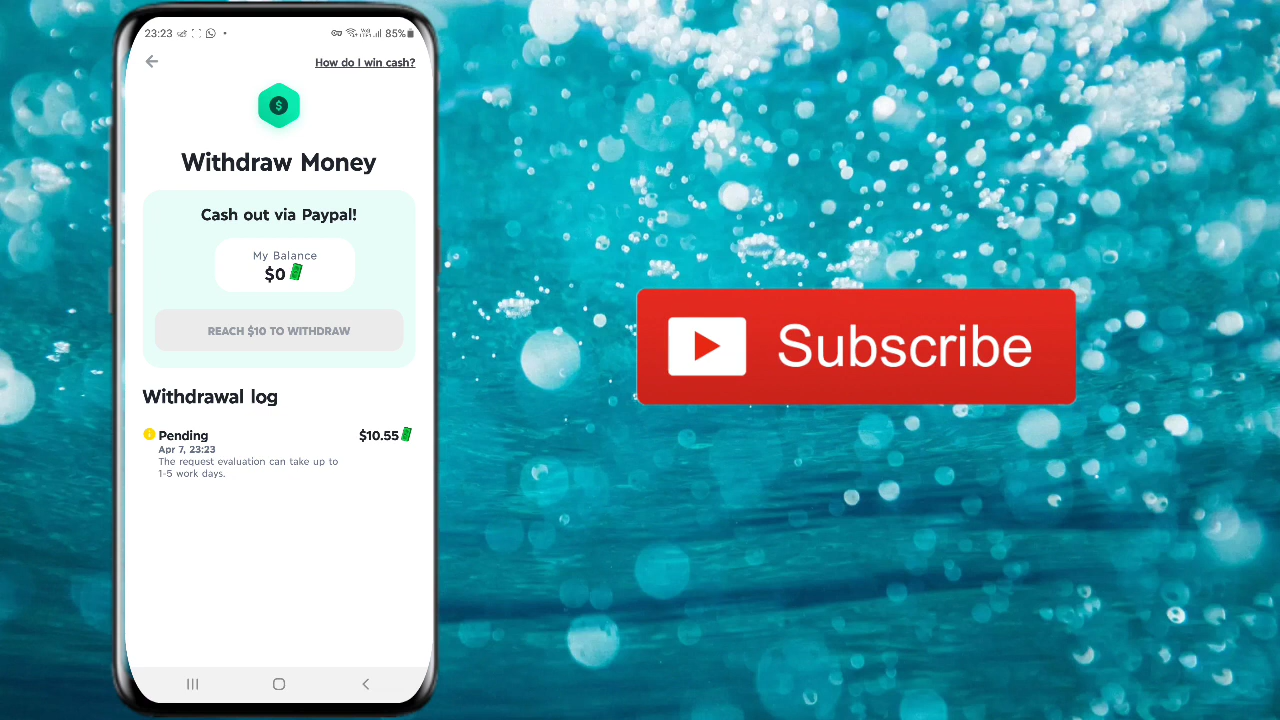 23:23
85%
How do I win cash?
Withdraw Money
Cash out via Paypal!
My Balance
$0
REACH $10 TO WITHDRAW
Withdrawal log
Pending
$10.55
Apr 7, 23:23
The request evaluation can take up to
1-5 work days.
Subscribe